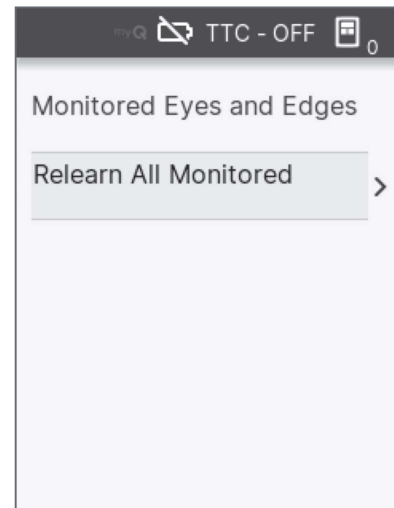 myQ TTC - OFF 0
Monitored Eyes and Edges
Relearn All Monitored